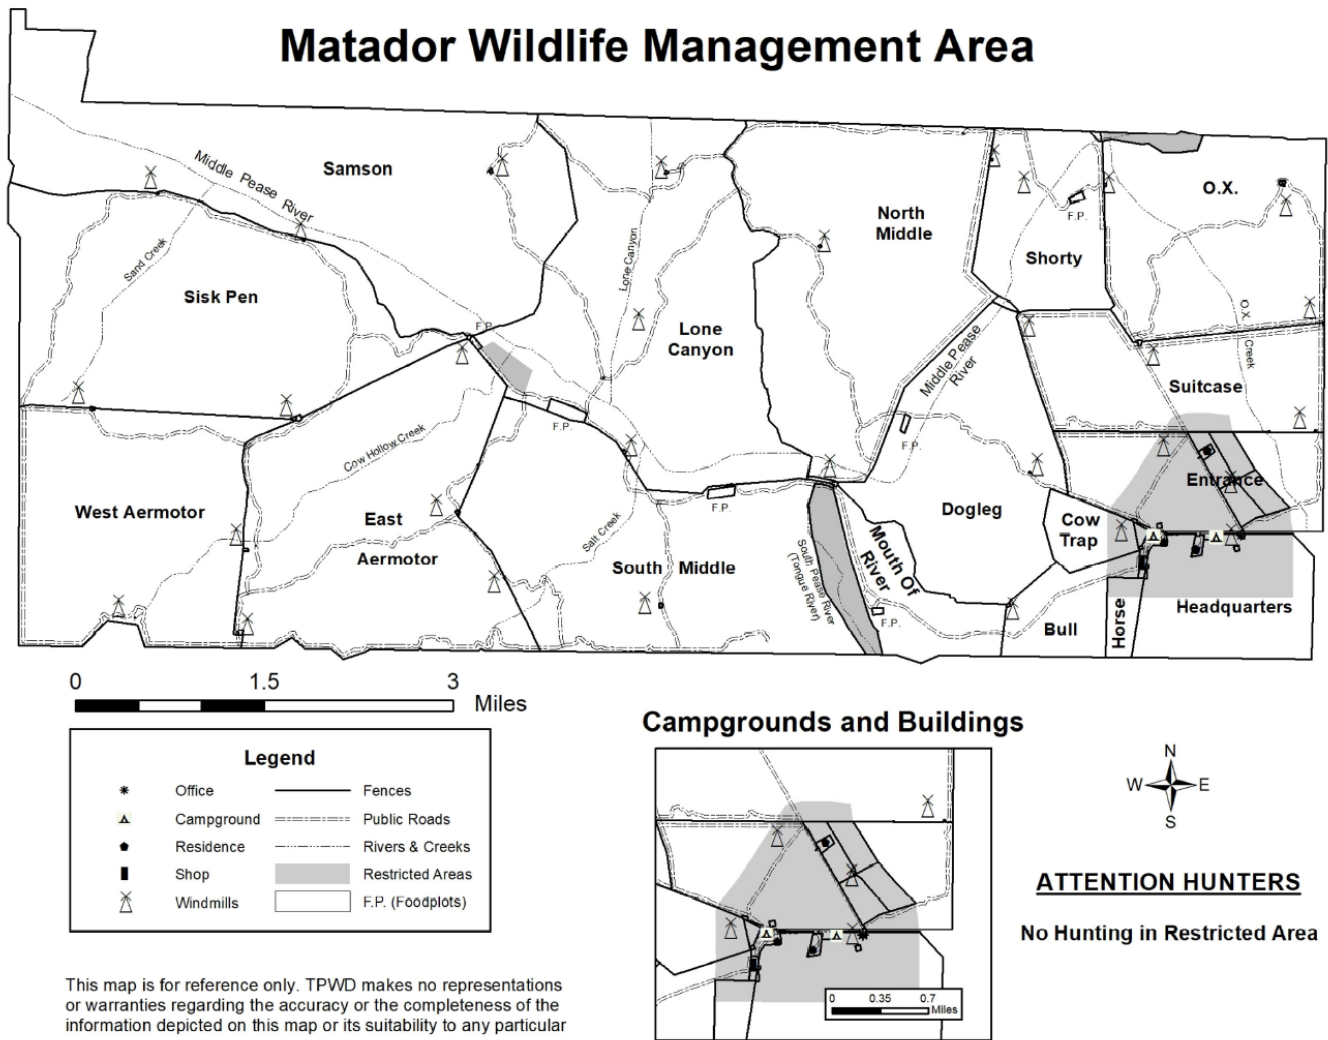 Matador Wildlife Management Area
Samson
Middle Pease River
Sand Creek
Sisk Pen
F.P.
Lone Canyon
Lone
Canyon
North
Middle
Shorty
F.P.
O.X.
O.X. Creek
Middle Pease
River
Suitcase
F.P.
F.P.
F.P.
Cow Hollow Creek
West Aermotor
East
Aermotor
Salt Creek
South Middle
South Pease River
(Tongue River)
Mouth Of
River
F.P.
Dogleg
Cow
Trap
Entrance
Bull
Horse
Headquarters
0 1.5 3
Miles
Legend
Office
Campground
Residence
Shop
Windmills
Fences
Public Roads
Rivers & Creeks
Restricted Areas
F.P. (Foodplots)
Campgrounds and Buildings
0 0.35 0.7
Miles
N
W E
S
ATTENTION HUNTERS
No Hunting in Restricted Area
This map is for reference only. TPWD makes no representations
or warranties regarding the accuracy or the completeness of the
information depicted on this map or its suitability to any particular